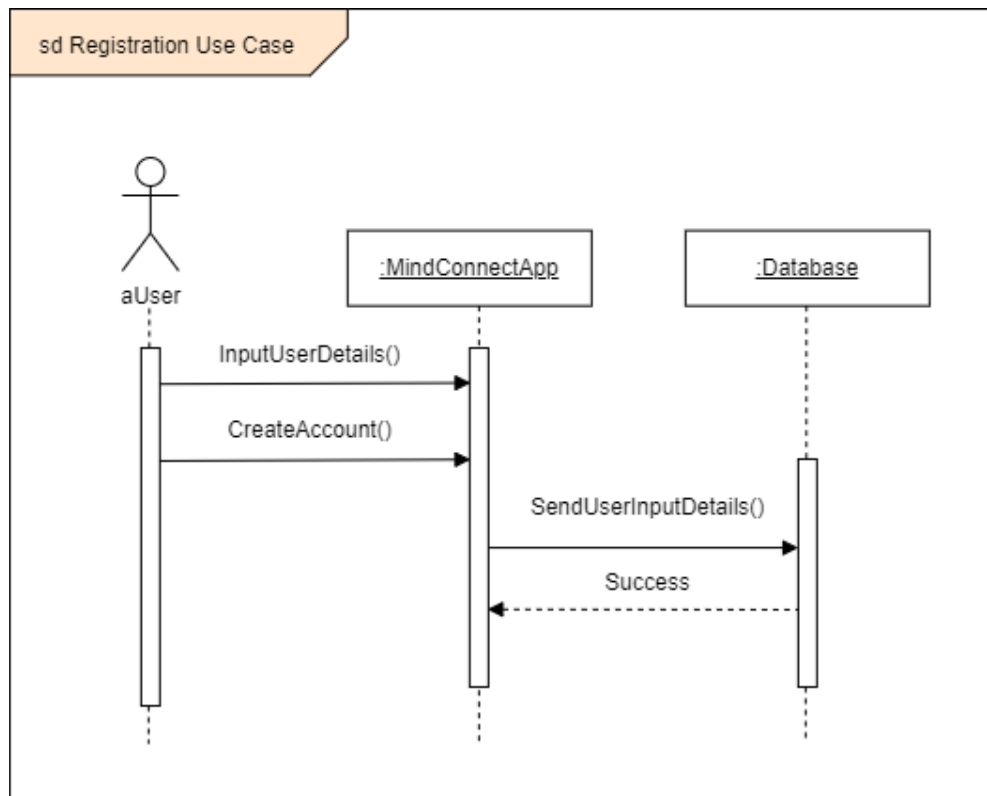 sd Registration Use Case
aUser
:MindConnectApp
:Database
InputUserDetails()
CreateAccount()
SendUserInputDetails()
Success